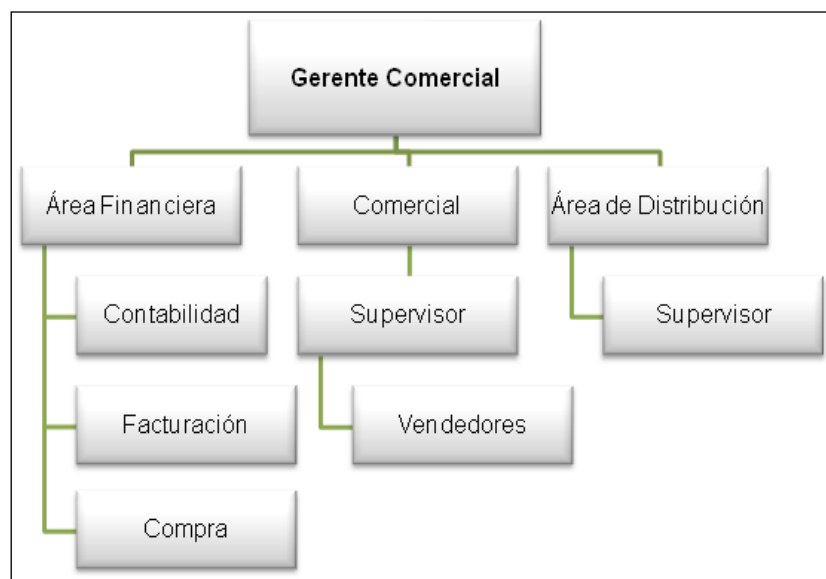 Gerente Comercial
Área Financiera
Comercial
Área de Distribución
Contabilidad
Supervisor
Supervisor
Facturación
Vendedores
Compra